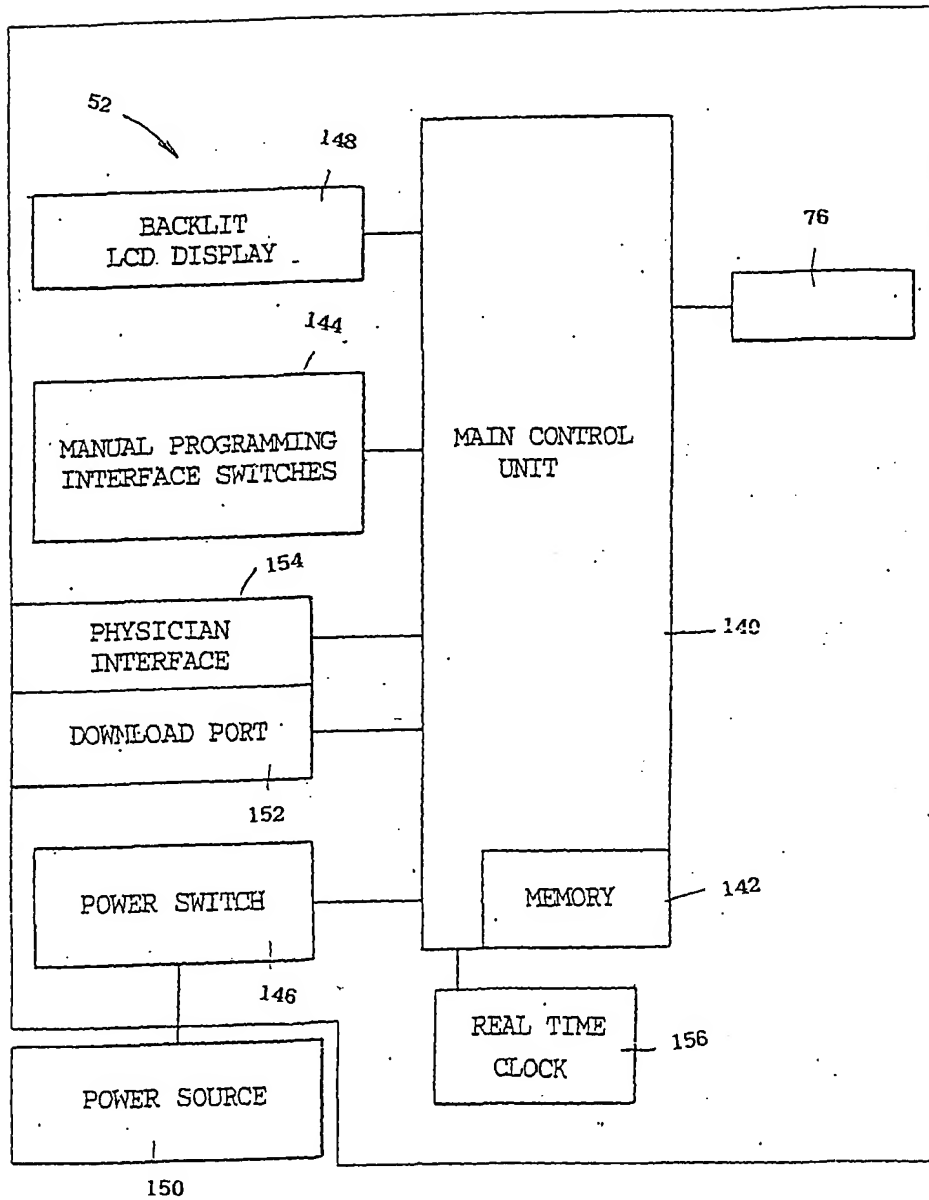 52
148
BACKLIT
LCD DISPLAY
76
144
MANUAL PROGRAMMING
INTERFACE SWITCHES
MAIN CONTROL
UNIT
154
PHYSICIAN
INTERFACE
140
DOWNLOAD PORT
152
POWER SWITCH
146
MEMORY
142
REAL TIME
CLOCK
156
POWER SOURCE
150